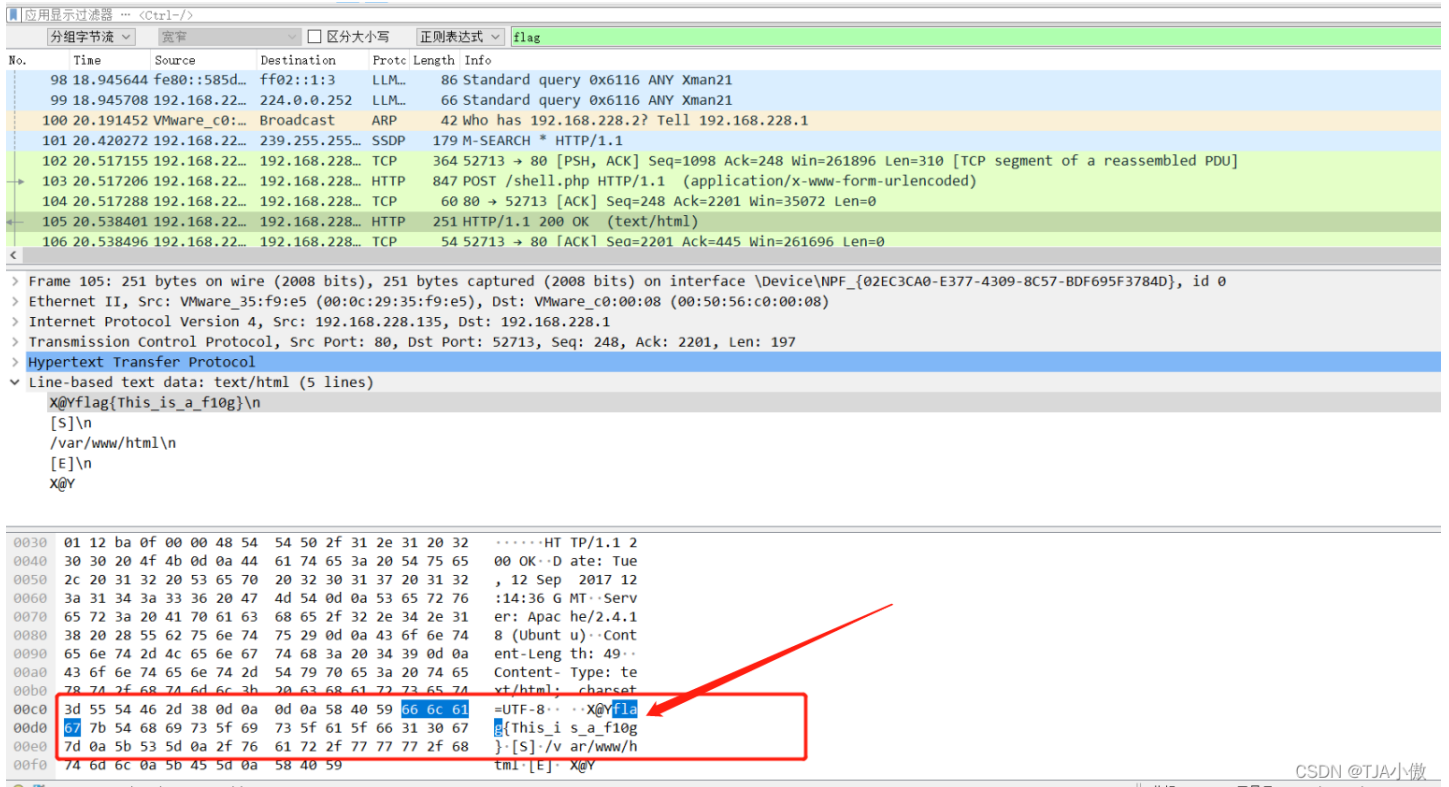 应用显示过滤器 … <Ctrl-/>
分组字节流 宽窄 区分大小写 正则表达式 flag
No. Time Source Destination Protc Length Info
98 18.945644 fe80::585d… ff02::1:3 LLM… 86 Standard query 0x6116 ANY Xman21
99 18.945708 192.168.22… 224.0.0.252 LLM… 66 Standard query 0x6116 ANY Xman21
100 20.191452 VMware_c0:… Broadcast ARP 42 Who has 192.168.228.2? Tell 192.168.228.1
101 20.420272 192.168.22… 239.255.255… SSDP 179 M-SEARCH * HTTP/1.1
102 20.517155 192.168.22… 192.168.228… TCP 364 52713 → 80 [PSH, ACK] Seq=1098 Ack=248 Win=261896 Len=310 [TCP segment of a reassembled PDU]
103 20.517206 192.168.22… 192.168.228… HTTP 847 POST /shell.php HTTP/1.1 (application/x-www-form-urlencoded)
104 20.517288 192.168.22… 192.168.228… TCP 60 80 → 52713 [ACK] Seq=248 Ack=2201 Win=35072 Len=0
105 20.538401 192.168.22… 192.168.228… HTTP 251 HTTP/1.1 200 OK (text/html)
106 20.538496 192.168.22… 192.168.228… TCP 54 52713 → 80 [ACK] Seq=2201 Ack=445 Win=261696 Len=0
Frame 105: 251 bytes on wire (2008 bits), 251 bytes captured (2008 bits) on interface \Device\NPF_{02EC3CA0-E377-4309-8C57-BDF695F3784D}, id 0
Ethernet II, Src: VMware_35:f9:e5 (00:0c:29:35:f9:e5), Dst: VMware_c0:00:08 (00:50:56:c0:00:08)
Internet Protocol Version 4, Src: 192.168.228.135, Dst: 192.168.228.1
Transmission Control Protocol, Src Port: 80, Dst Port: 52713, Seq: 248, Ack: 2201, Len: 197
Hypertext Transfer Protocol
Line-based text data: text/html (5 lines)
X@Yflag{This_is_a_f10g}\n
[S]\n
/var/www/html\n
[E]\n
X@Y
0030 01 12 ba 0f 00 00 48 54 54 50 2f 31 2e 31 20 32 ······HT TP/1.1 2
0040 30 30 20 4f 4b 0d 0a 44 61 74 65 3a 20 54 75 65 00 OK··D ate: Tue
0050 2c 20 31 32 20 53 65 70 20 32 30 31 37 20 31 32 , 12 Sep 2017 12
0060 3a 31 34 3a 33 36 20 47 4d 54 0d 0a 53 65 72 76 :14:36 G MT··Serv
0070 65 72 3a 20 41 70 61 63 68 65 2f 32 2e 34 2e 31 er: Apac he/2.4.1
0080 38 20 28 55 62 75 6e 74 75 29 0d 0a 43 6f 6e 74 8 (Ubunt u)··Cont
0090 65 6e 74 2d 4c 65 6e 67 74 68 3a 20 34 39 0d 0a ent-Leng th: 49··
00a0 43 6f 6e 74 65 6e 74 2d 54 79 70 65 3a 20 74 65 Content- Type: te
00b0 78 74 2f 68 74 6d 6c 3b 20 63 68 61 72 73 65 74 xt/html; charset
00c0 3d 55 54 46 2d 38 0d 0a 0d 0a 58 40 59 66 6c 61 =UTF-8·· ··X@Yfla
00d0 67 7b 54 68 69 73 5f 69 73 5f 61 5f 66 31 30 67 g{This_i s_a_f10g
00e0 7d 0a 5b 53 5d 0a 2f 76 61 72 2f 77 77 77 2f 68 }·[S]·/v ar/www/h
00f0 74 6d 6c 0a 5b 45 5d 0a 58 40 59 tml·[E]· X@Y
CSDN @TJA小傲